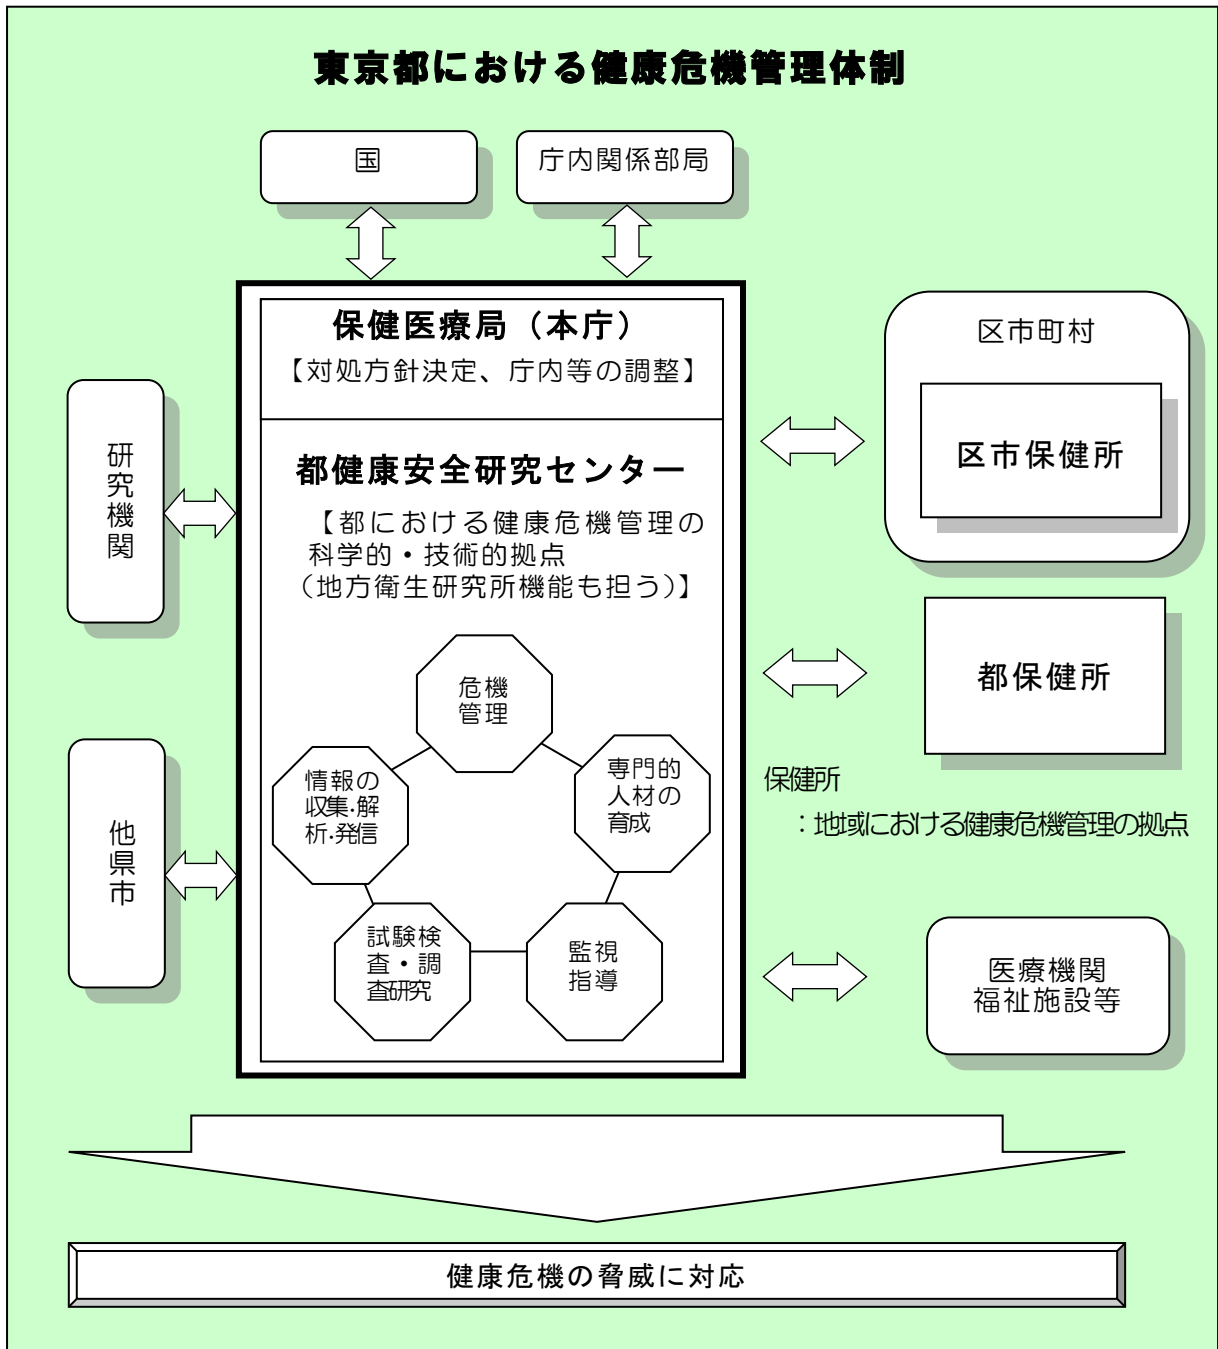 東京都における健康危機管理体制
国
庁内関係部局
保健医療局（本庁）
【対処方針決定、庁内等の調整】
都健康安全研究センター
【都における健康危機管理の
科学的・技術的拠点
（地方衛生研究所機能も担う）】
危機
管理
情報の
収集・解
析・発信
専門的
人材の
育成
試験検
査・調
査研究
監視
指導
研究機関
他県市
区市町村
区市保健所
都保健所
保健所
：地域における健康危機管理の拠点
医療機関
福祉施設等
健康危機の脅威に対応